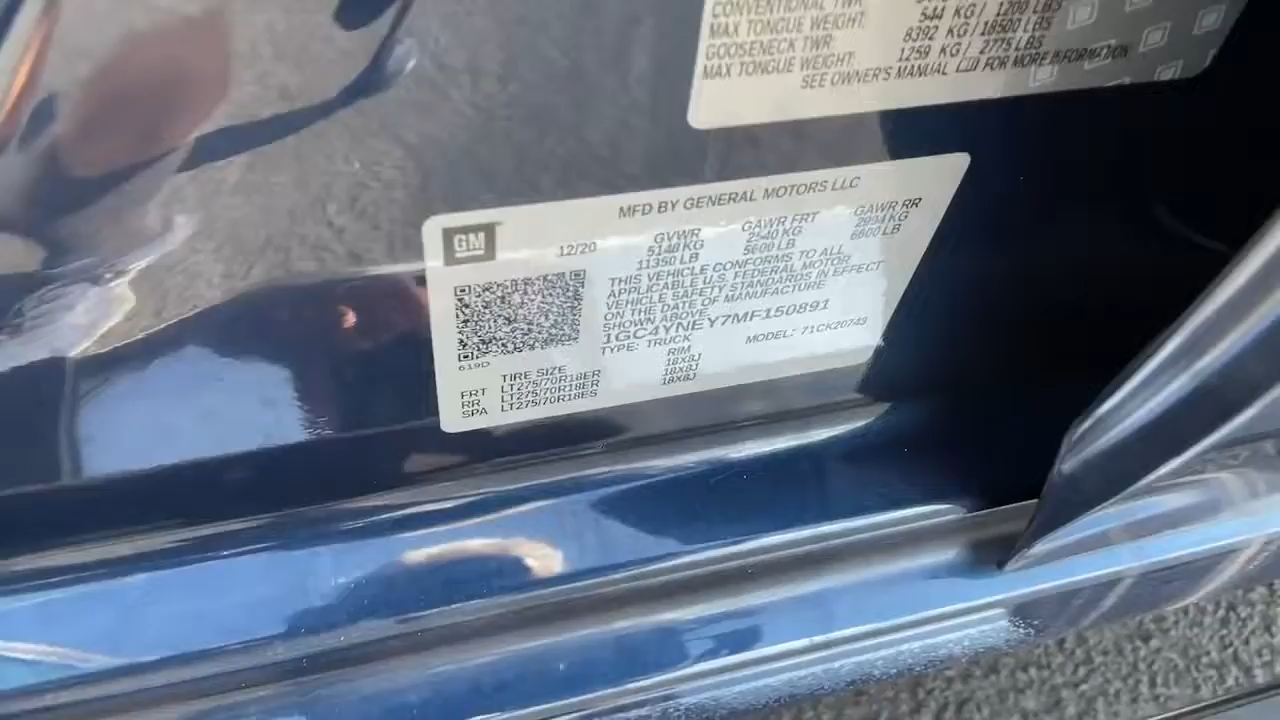 CONVENTIONAL TWR:
MAX TONGUE WEIGHT: 544 KG / 1200 LBS
GOOSENECK TWR: 8392 KG / 18500 LBS
MAX TONGUE WEIGHT: 1259 KG / 2775 LBS
SEE OWNER'S MANUAL FOR MORE INFORMATION
MFD BY GENERAL MOTORS LLC
GM
12/20
GVWR GAWR FRT GAWR RR
5148 KG 2540 KG 2994 KG
11350 LB 5600 LB 6600 LB
THIS VEHICLE CONFORMS TO ALL
APPLICABLE U.S. FEDERAL MOTOR
VEHICLE SAFETY STANDARDS IN EFFECT
ON THE DATE OF MANUFACTURE
SHOWN ABOVE.
1GC4YNEY7MF150891
TYPE: TRUCK MODEL: 71CK20743
619D
TIRE SIZE RIM
FRT LT275/70R18ER 18X8J
RR LT275/70R18ER 18X8J
SPA LT275/70R18ES 18X8J